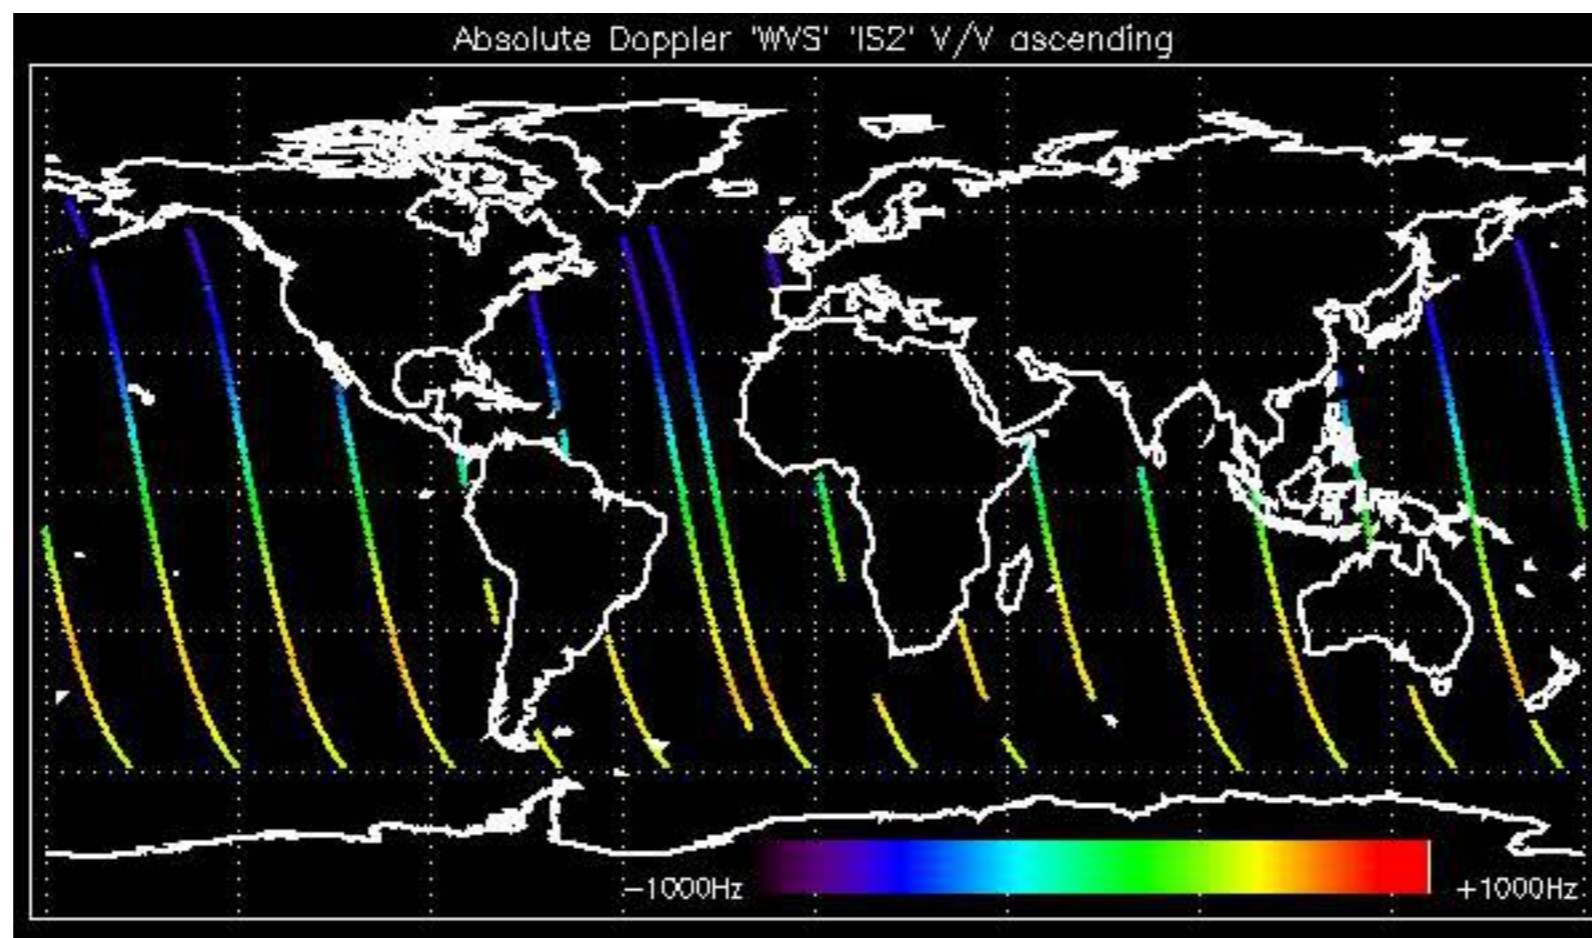 Absolute Doppler 'WVS' 'IS2' V/V ascending
−1000Hz +1000Hz